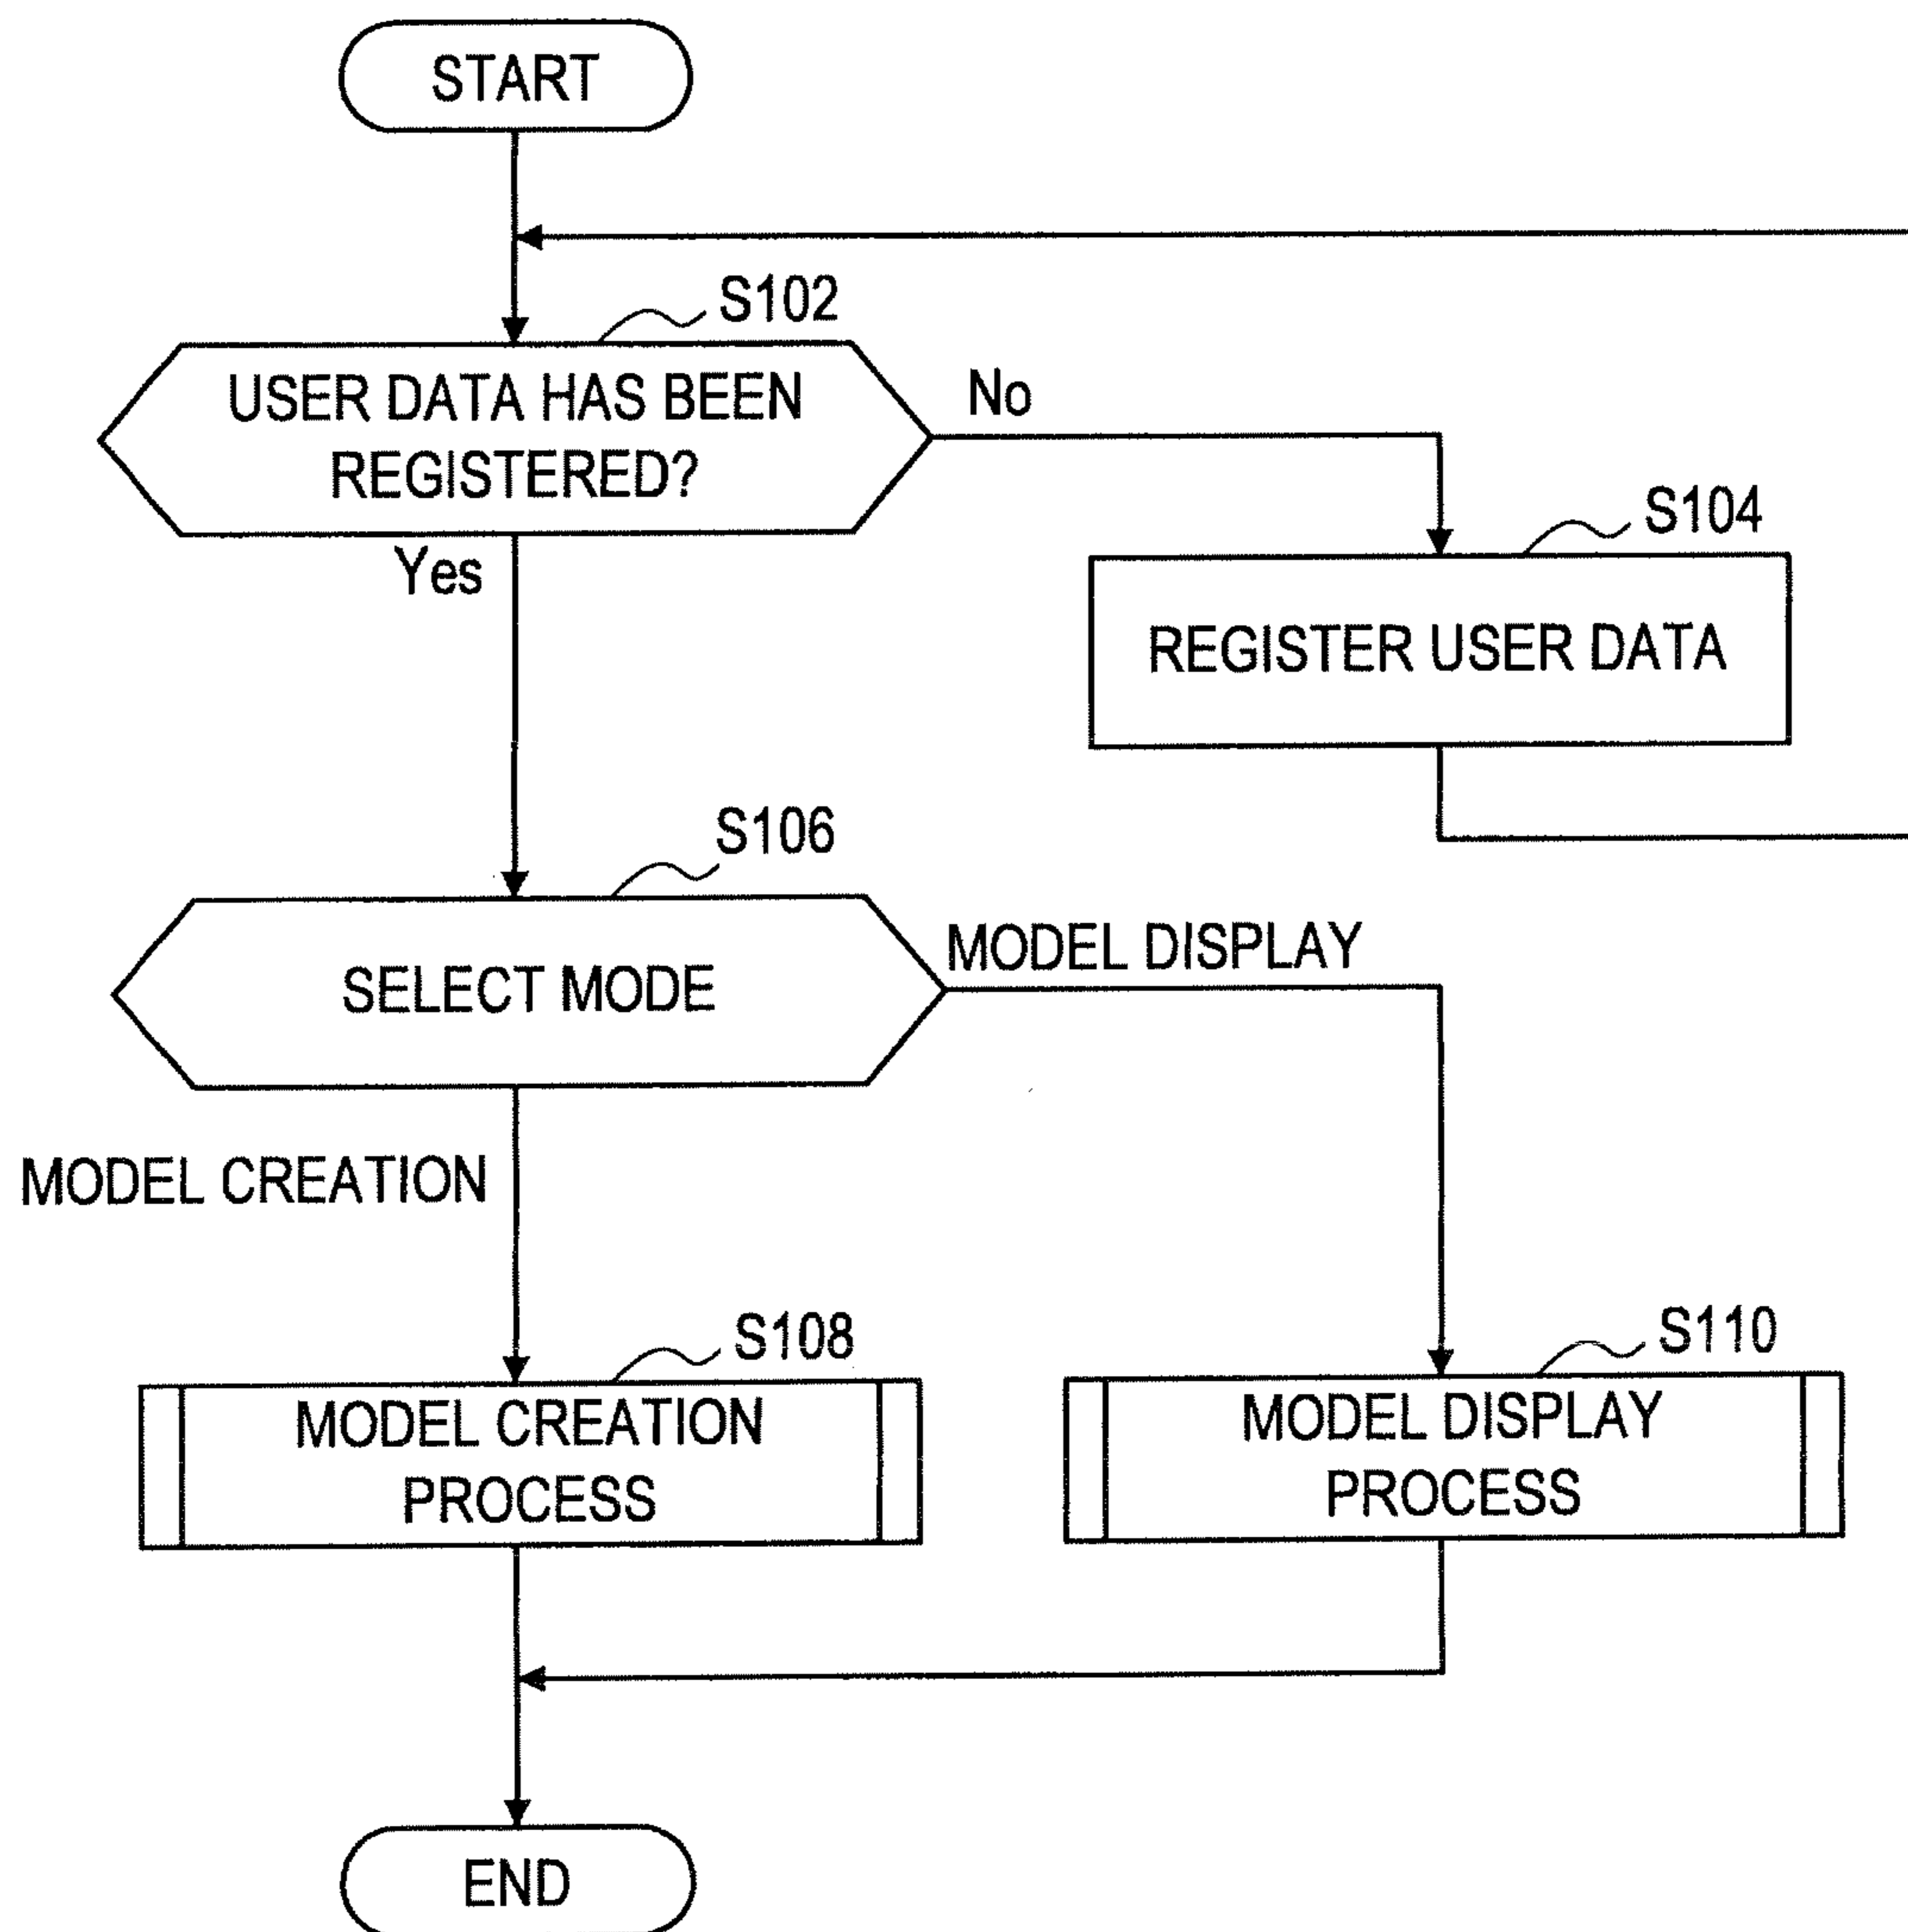 START
S102
USER DATA HAS BEEN
REGISTERED?
No
Yes
S104
REGISTER USER DATA
S106
SELECT MODE
MODEL DISPLAY
MODEL CREATION
S108
MODEL CREATION
PROCESS
S110
MODEL DISPLAY
PROCESS
END